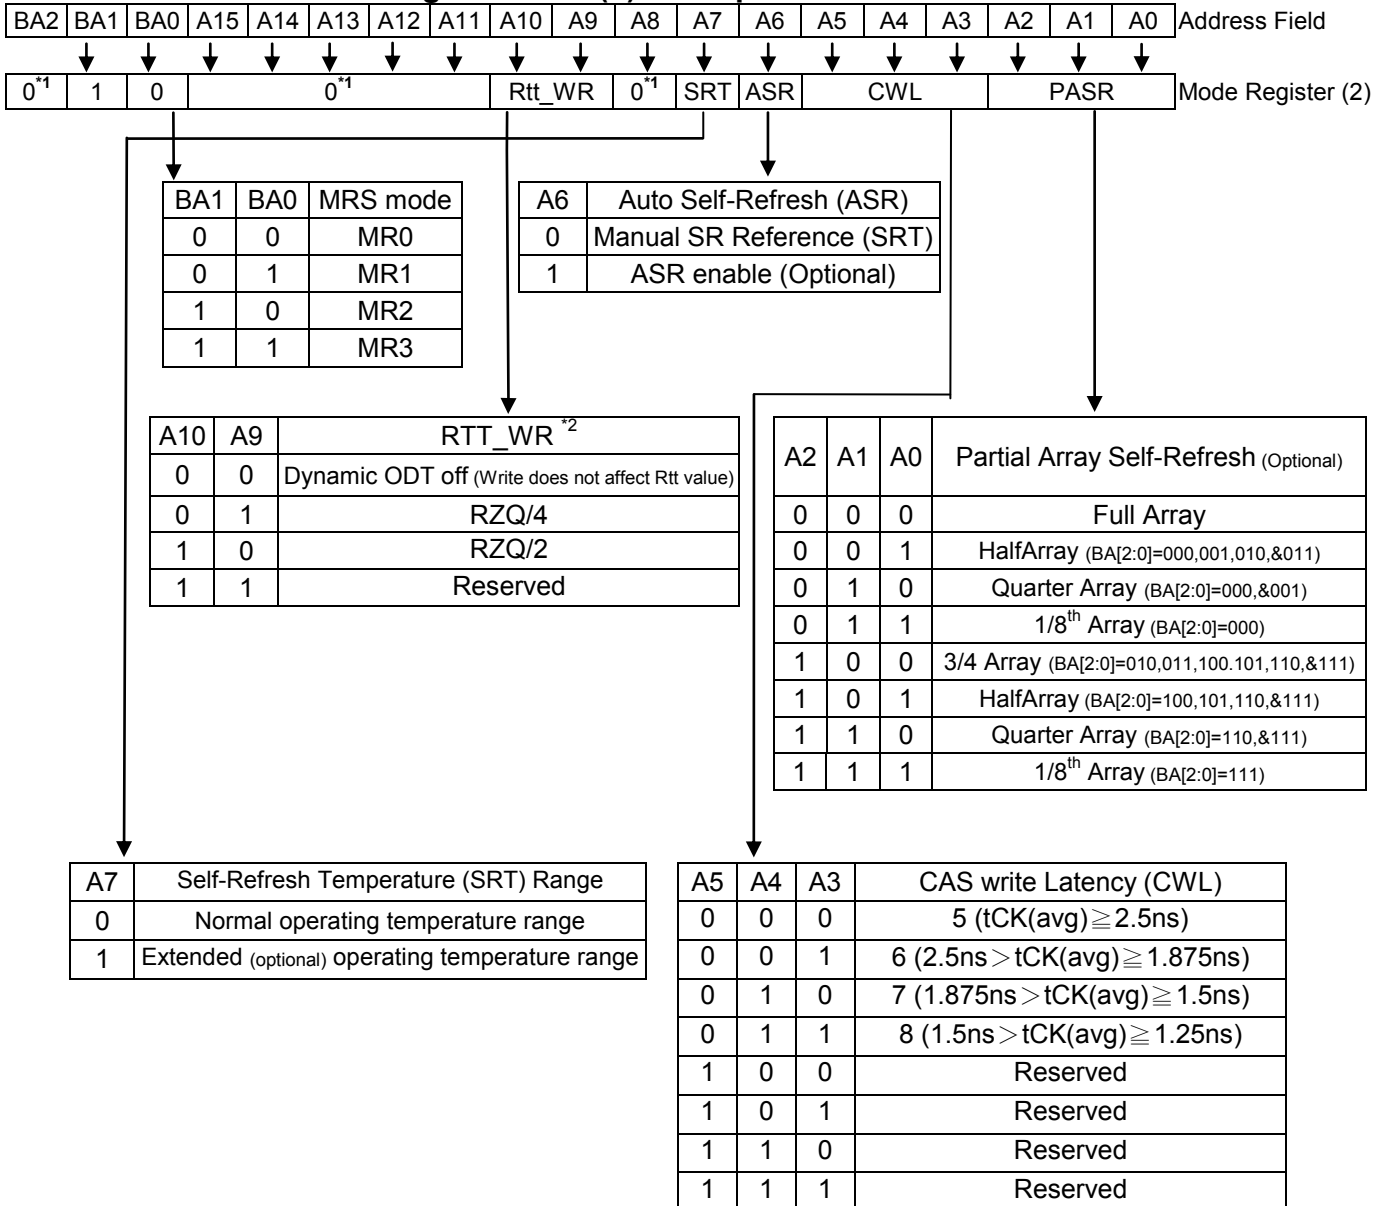 BA2 BA1 BA0 A15 A14 A13 A12 A11 A10 A9 A8 A7 A6 A5 A4 A3 A2 A1 A0 Address Field
0*1 1 0 0*1 Rtt_WR 0*1 SRT ASR CWL PASR Mode Register (2)
BA1 BA0 MRS mode
0 0 MR0
0 1 MR1
1 0 MR2
1 1 MR3
A6 Auto Self-Refresh (ASR)
0 Manual SR Reference (SRT)
1 ASR enable (Optional)
A10 A9 RTT_WR *2
0 0 Dynamic ODT off (Write does not affect Rtt value)
0 1 RZQ/4
1 0 RZQ/2
1 1 Reserved
A2 A1 A0 Partial Array Self-Refresh (Optional)
0 0 0 Full Array
0 0 1 HalfArray (BA[2:0]=000,001,010,&011)
0 1 0 Quarter Array (BA[2:0]=000,&001)
0 1 1 1/8th Array (BA[2:0]=000)
1 0 0 3/4 Array (BA[2:0]=010,011,100.101,110,&111)
1 0 1 HalfArray (BA[2:0]=100,101,110,&111)
1 1 0 Quarter Array (BA[2:0]=110,&111)
1 1 1 1/8th Array (BA[2:0]=111)
A7 Self-Refresh Temperature (SRT) Range
0 Normal operating temperature range
1 Extended (optional) operating temperature range
A5 A4 A3 CAS write Latency (CWL)
0 0 0 5 (tCK(avg)≧2.5ns)
0 0 1 6 (2.5ns>tCK(avg)≧1.875ns)
0 1 0 7 (1.875ns>tCK(avg)≧1.5ns)
0 1 1 8 (1.5ns>tCK(avg)≧1.25ns)
1 0 0 Reserved
1 0 1 Reserved
1 1 0 Reserved
1 1 1 Reserved